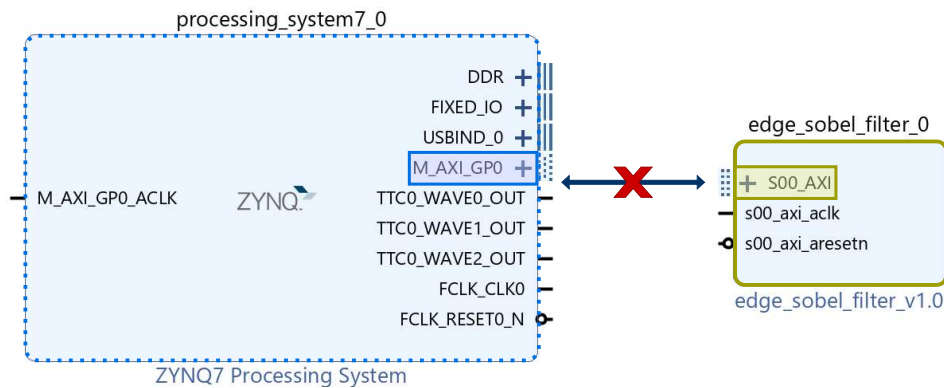 processing_system7_0
DDR
FIXED_IO
USBIND_0
M_AXI_GP0
M_AXI_GP0_ACLK
ZYNQ
TTC0_WAVE0_OUT
TTC0_WAVE1_OUT
TTC0_WAVE2_OUT
FCLK_CLK0
FCLK_RESET0_N
ZYNQ7 Processing System
edge_sobel_filter_0
S00_AXI
s00_axi_aclk
s00_axi_aresetn
edge_sobel_filter_v1.0